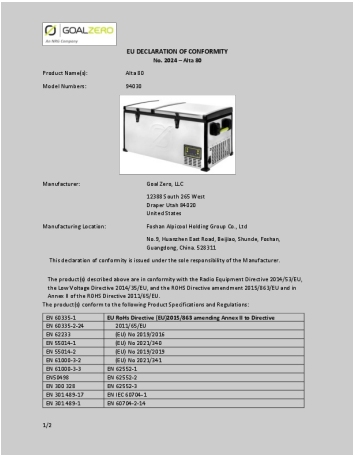 GOALZERO
An NRG Company
EU DECLARATION OF CONFORMITY
No. 2024 – Alta 80
Product Name(s): Alta 80
Model Numbers: 94030
Manufacturer: Goal Zero, LLC
12388 South 265 West
Draper Utah 84020
United States
Manufacturing Location: Foshan Alpicool Holding Group Co., Ltd
No.9, Huanzhen East Road, Beijiao, Shunde, Foshan,
Guangdong, China. 528311
This declaration of conformity is issued under the sole responsibility of the Manufacturer.
The product(s) described above are in conformity with the Radio Equipment Directive 2014/53/EU,
the Low Voltage Directive 2014/35/EU, and the ROHS Directive amendment 2015/863/EU and in
Annex II of the ROHS Directive 2011/65/EU.
The product(s) conform to the following Product Specifications and Regulations:
EN 60335-1 EU RoHs Directive (EU)2015/863 amending Annex II to Directive
EN 60335-2-24 2011/65/EU
EN 62233 (EU) No 2019/2016
EN 55014-1 (EU) No 2021/340
EN 55014-2 (EU) No 2019/2019
EN 61000-3-2 (EU) No 2021/341
EN 61000-3-3 EN 62552-1
EN50498 EN 62552-2
EN 300 328 EN 62552-3
EN 301 489-17 EN IEC 60704-1
EN 301 489-1 EN 60704-2-14
1/2